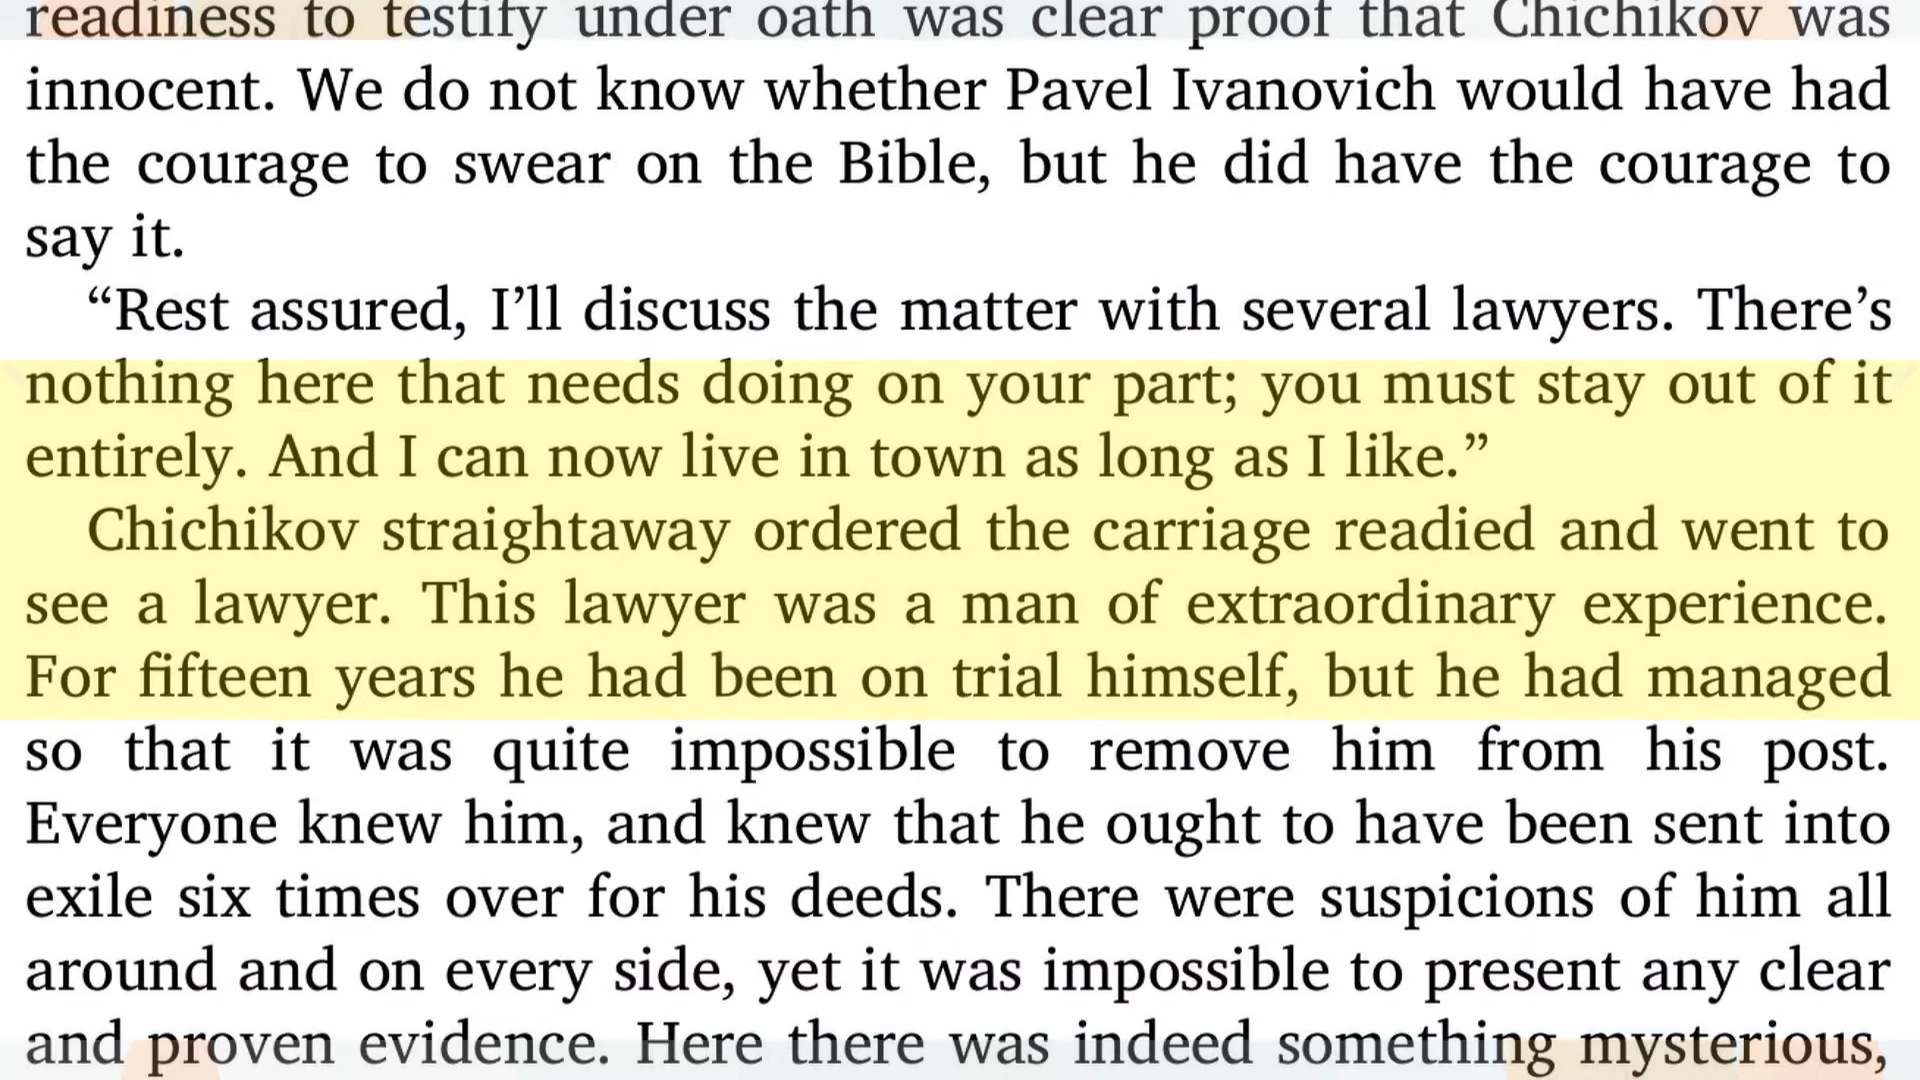 readiness to testify under oath was clear proof that Chichikov was
innocent. We do not know whether Pavel Ivanovich would have had
the courage to swear on the Bible, but he did have the courage to
say it.
“Rest assured, I’ll discuss the matter with several lawyers. There’s
nothing here that needs doing on your part; you must stay out of it
entirely. And I can now live in town as long as I like.”
Chichikov straightaway ordered the carriage readied and went to
see a lawyer. This lawyer was a man of extraordinary experience.
For fifteen years he had been on trial himself, but he had managed
so that it was quite impossible to remove him from his post.
Everyone knew him, and knew that he ought to have been sent into
exile six times over for his deeds. There were suspicions of him all
around and on every side, yet it was impossible to present any clear
and proven evidence. Here there was indeed something mysterious,